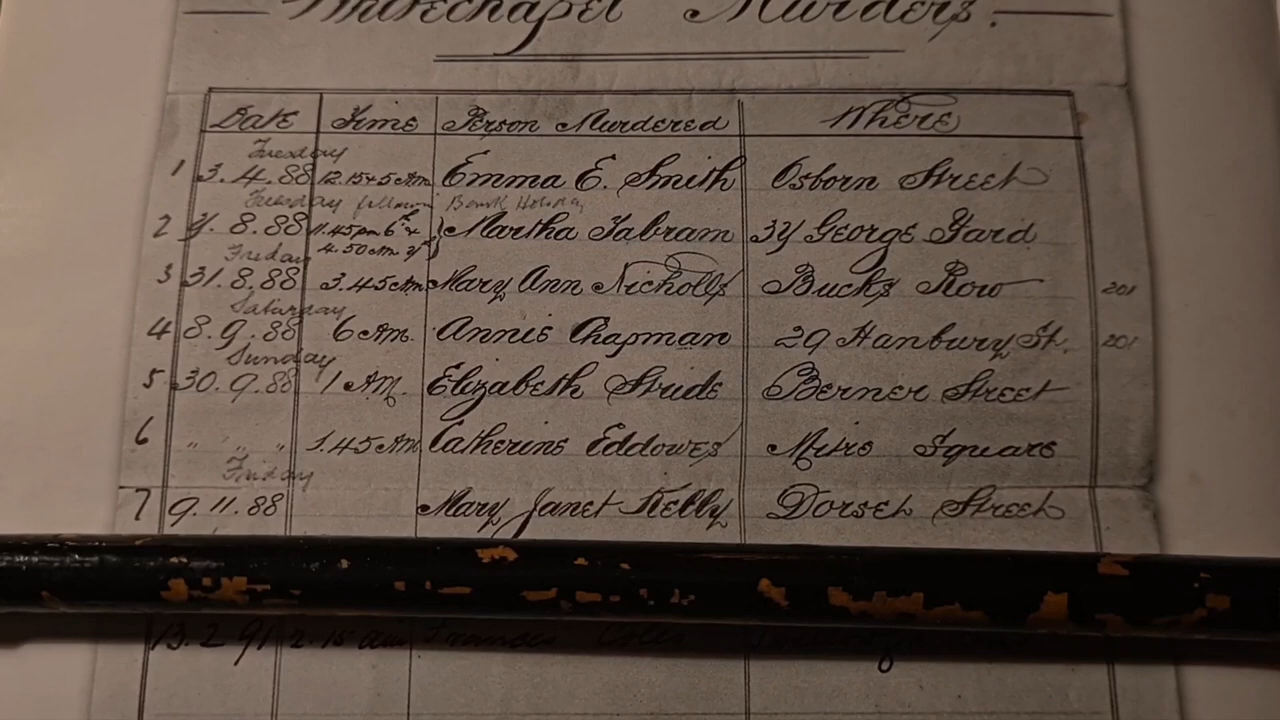 Whitechapel Murders.
Date Time Person Murdered Where
Tuesday
1 3.4.88 12.15 + 5 am Emma E. Smith Osborn Street
Tuesday Bank Holiday
2 7.8.88 11.45pm 6th + Martha Tabram 37 George Yard
4.50 am 7th
Friday
3 31.8.88 3.45 am Mary Ann Nicholls Bucks Row 201
Saturday
4 8.9.88 6 am. Annie Chapman 29 Hanbury St. 201
Sunday
5 30.9.88 1 AM. Elizabeth Stride Berner Street
6 " " " 1.45 am Catherine Eddowes Mitre Square
Friday
7 9.11.88 Mary Janet Kelly Dorset Street
13.2.91 2.15 am Frances Coles